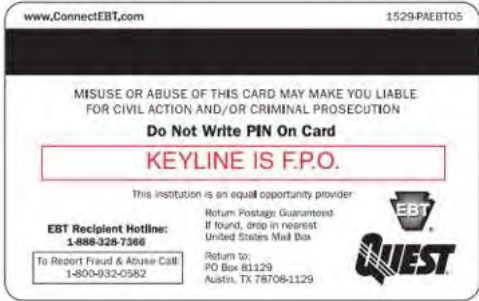 www.ConnectEBT.com 1529-PAEBT05
MISUSE OR ABUSE OF THIS CARD MAY MAKE YOU LIABLE
FOR CIVIL ACTION AND/OR CRIMINAL PROSECUTION
Do Not Write PIN On Card
KEYLINE IS F.P.O.
This institution is an equal opportunity provider
EBT Recipient Hotline:
1-888-328-7366
To Report Fraud & Abuse Call:
1-800-932-0582
Return Postage Guaranteed
If found, drop in nearest
United States Mail Box
Return to:
PO Box 81129
Austin, TX 78708-1129
EBT
QUEST